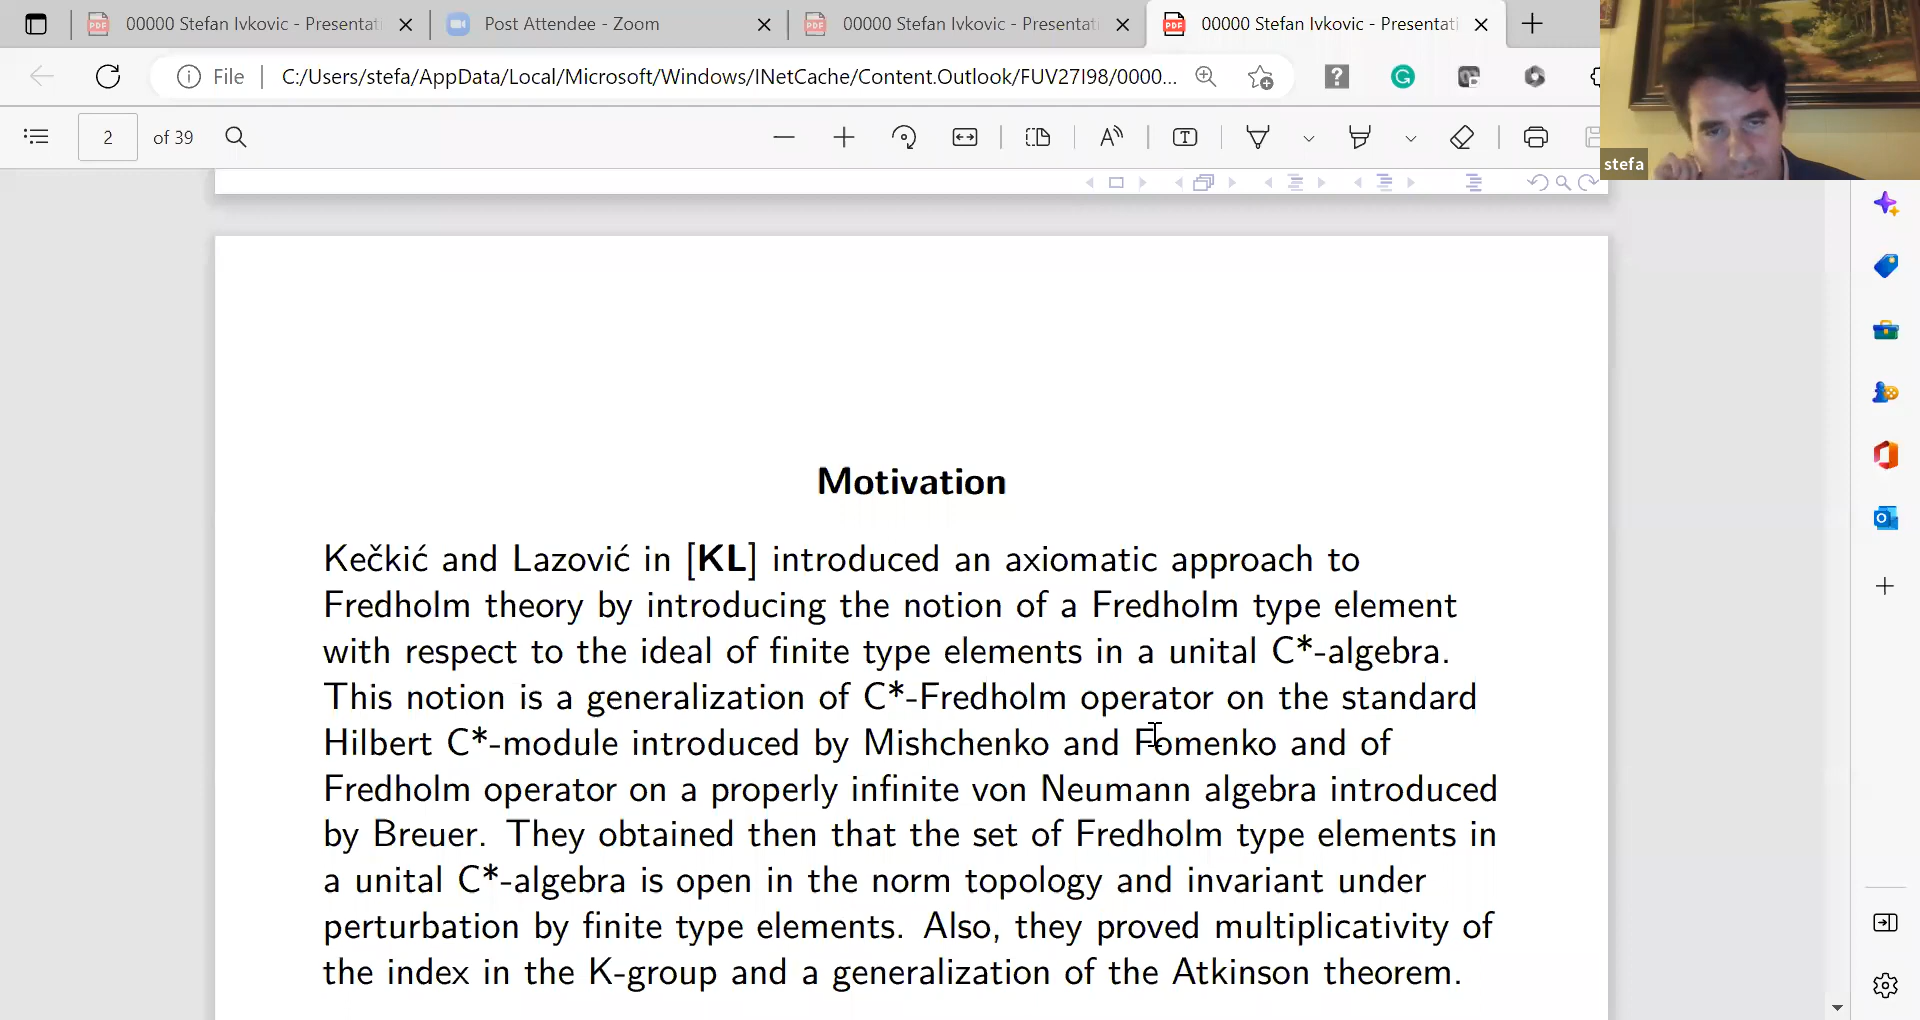 00000 Stefan Ivkovic - Presentati
Post Attendee - Zoom
00000 Stefan Ivkovic - Presentati
00000 Stefan Ivkovic - Presentati
File
C:/Users/stefa/AppData/Local/Microsoft/Windows/INetCache/Content.Outlook/FUV27I98/0000...
2 of 39
stefa
Motivation
Kečkić and Lazović in [KL] introduced an axiomatic approach to
Fredholm theory by introducing the notion of a Fredholm type element
with respect to the ideal of finite type elements in a unital C*-algebra.
This notion is a generalization of C*-Fredholm operator on the standard
Hilbert C*-module introduced by Mishchenko and Fomenko and of
Fredholm operator on a properly infinite von Neumann algebra introduced
by Breuer. They obtained then that the set of Fredholm type elements in
a unital C*-algebra is open in the norm topology and invariant under
perturbation by finite type elements. Also, they proved multiplicativity of
the index in the K-group and a generalization of the Atkinson theorem.